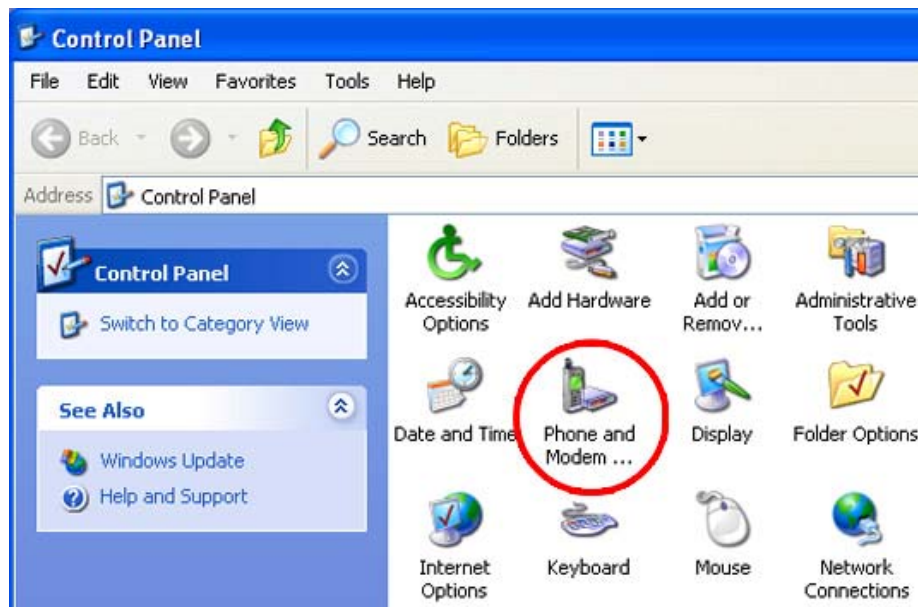 Control Panel
File Edit View Favorites Tools Help
Back Search Folders
Address Control Panel
Control Panel
Switch to Category View
See Also
Windows Update
Help and Support
Accessibility
Options
Add Hardware
Add or
Remov...
Administrative
Tools
Date and Time
Phone and
Modem ...
Display
Folder Options
Internet
Options
Keyboard
Mouse
Network
Connections